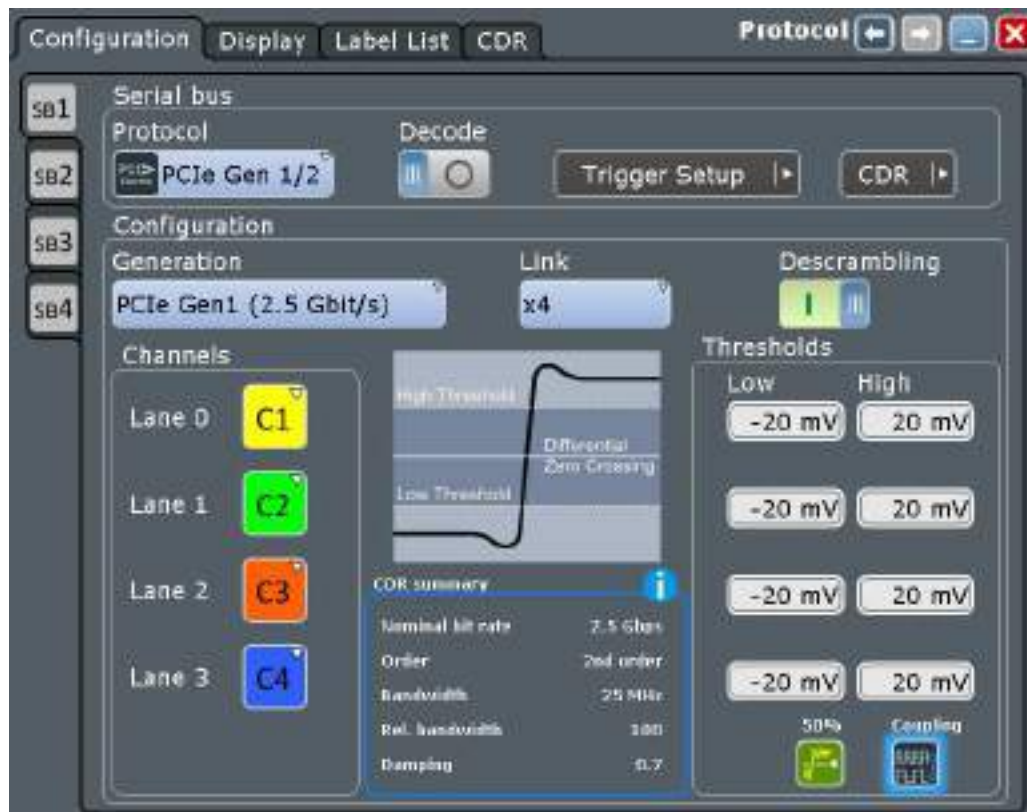 Configuration Display Label List CDR Protocol
SB1
SB2
SB3
SB4
Serial bus
Protocol Decode
PCIe Gen 1/2 Trigger Setup CDR
Configuration
Generation Link Descrambling
PCIe Gen1 (2.5 Gbit/s) x4
Channels
Lane 0 C1
Lane 1 C2
Lane 2 C3
Lane 3 C4
High Threshold
Differential
Zero Crossing
Low Threshold
CDR summary
Nominal bit rate 2.5 Gbps
Order 2nd order
Bandwidth 25 MHz
Rel. bandwidth 100
Damping 0.7
Thresholds
Low High
-20 mV 20 mV
-20 mV 20 mV
-20 mV 20 mV
-20 mV 20 mV
50% Coupling